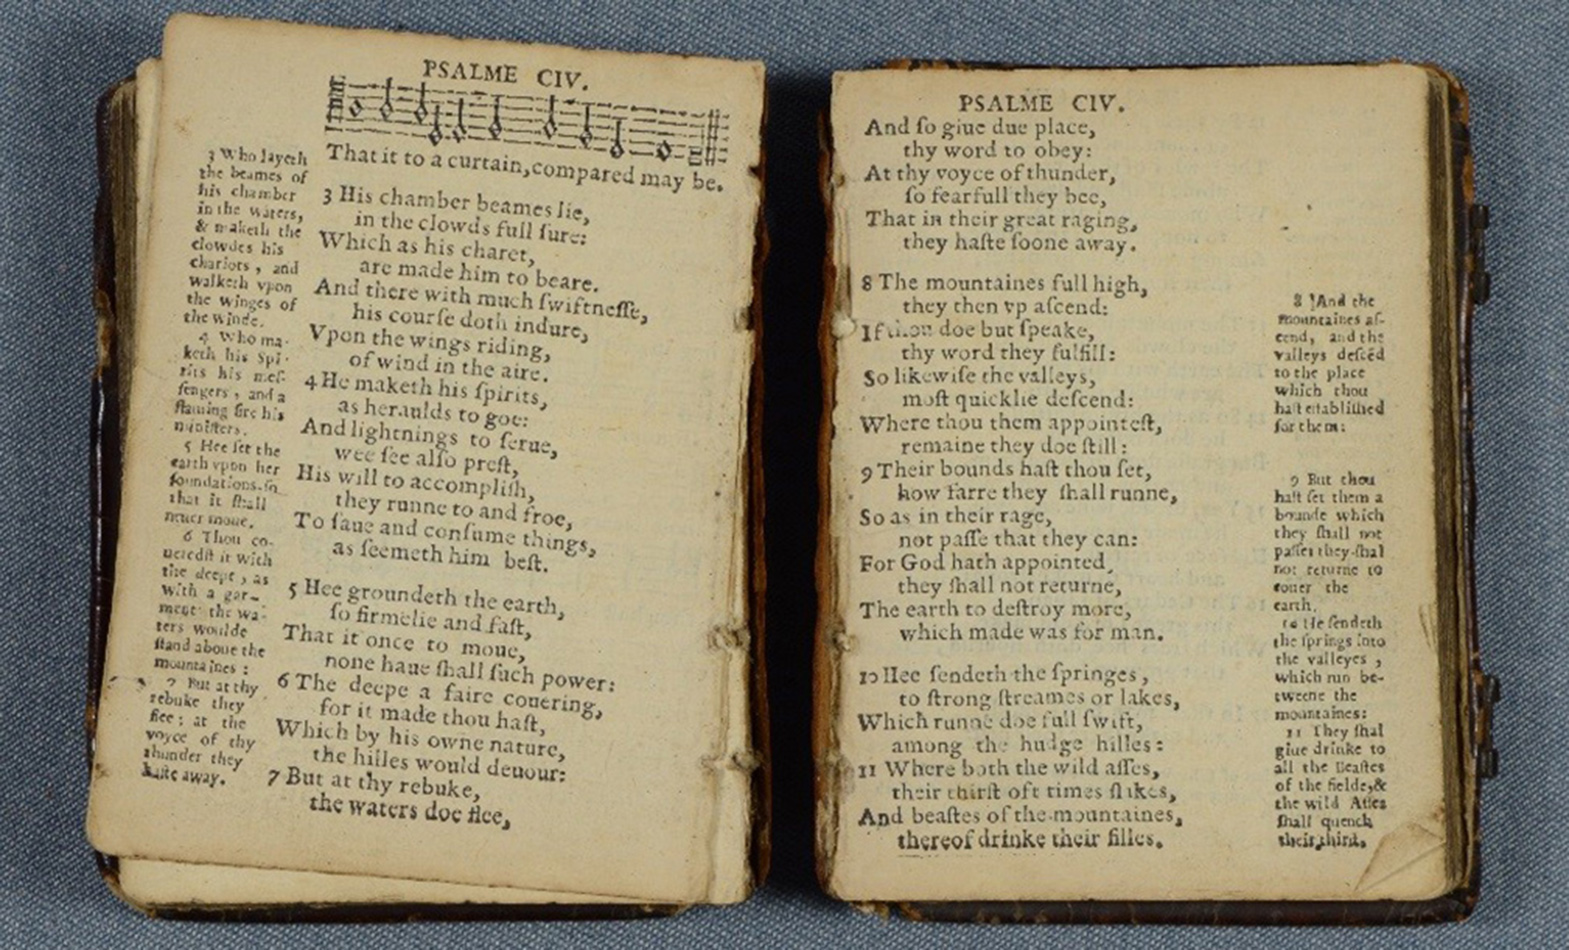 PSALME CIV.
That it to a curtain, compared may be.
3 His chamber beames lie,
in the clowds full ſure:
Which as his charet,
are made him to beare.
And there with much ſwiftneſſe,
his courſe doth indure,
Vpon the wings riding,
of wind in the aire.
4 He maketh his ſpirits,
as heraulds to goe:
And lightnings to ſerue,
wee ſee alſo preſt,
His will to accompliſh,
they runne to and froe,
To ſaue and conſume things,
as ſeemeth him beſt.
5 Hee groundeth the earth,
ſo firmelie and faſt,
That it once to moue,
none haue ſhall ſuch power:
6 The deepe a faire couering,
for it made thou haſt,
Which by his owne nature,
the hilles would deuour:
7 But at thy rebuke,
the waters doe flee,
3 Who layeth
the beames of
his chamber
in the waters,
& maketh the
clowdes his
chariots, and
walketh vpon
the winges of
the winde.
4 Who ma-
keth his Spi-
rits his meſ-
ſengers, and a
flaming fire his
miniſters.
5 Hee ſet the
earth vpon her
foundations, ſo
that it ſhall
neuer moue.
6 Thou co-
ueredſt it with
the deepe, as
with a gar-
ment: the wa-
ters woulde
ſtand aboue the
mountaines:
7 But at thy
rebuke they
flee: at the
voyce of thy
thunder they
haſte away.
PSALME CIV.
And ſo giue due place,
thy word to obey:
At thy voyce of thunder,
ſo fearfull they bee,
That in their great raging,
they haſte ſoone away.
8 The mountaines full high,
they then vp aſcend:
If thou doe but ſpeake,
thy word they fulfill:
So likewiſe the valleys,
moſt quicklie deſcend:
Where thou them appointeſt,
remaine they doe ſtill:
9 Their bounds haſt thou ſet,
how farre they ſhall runne,
So as in their rage,
not paſſe that they can:
For God hath appointed,
they ſhall not returne,
The earth to deſtroy more,
which made was for man.
10 Hee ſendeth the ſpringes,
to ſtrong ſtreames or lakes,
Which runne doe full ſwift,
among the hudge hilles:
11 Where both the wild aſſes,
their thirſt oft times ſlakes,
And beaſtes of the mountaines,
thereof drinke their filles.
8 And the
mountaines aſ-
cend, and the
valleys deſcēd
to the place
which thou
haſt eſtabliſhed
for them:
9 But thou
haſt ſet them a
bounde which
they ſhall not
paſſe: they ſhal
not returne to
couer the
earth.
10 He ſendeth
the ſprings into
the valleyes,
which run be-
tweene the
mountaines:
11 They ſhal
giue drinke to
all the Beaſtes
of the fielde, &
the wild Aſſes
ſhall quench
their thirſt.